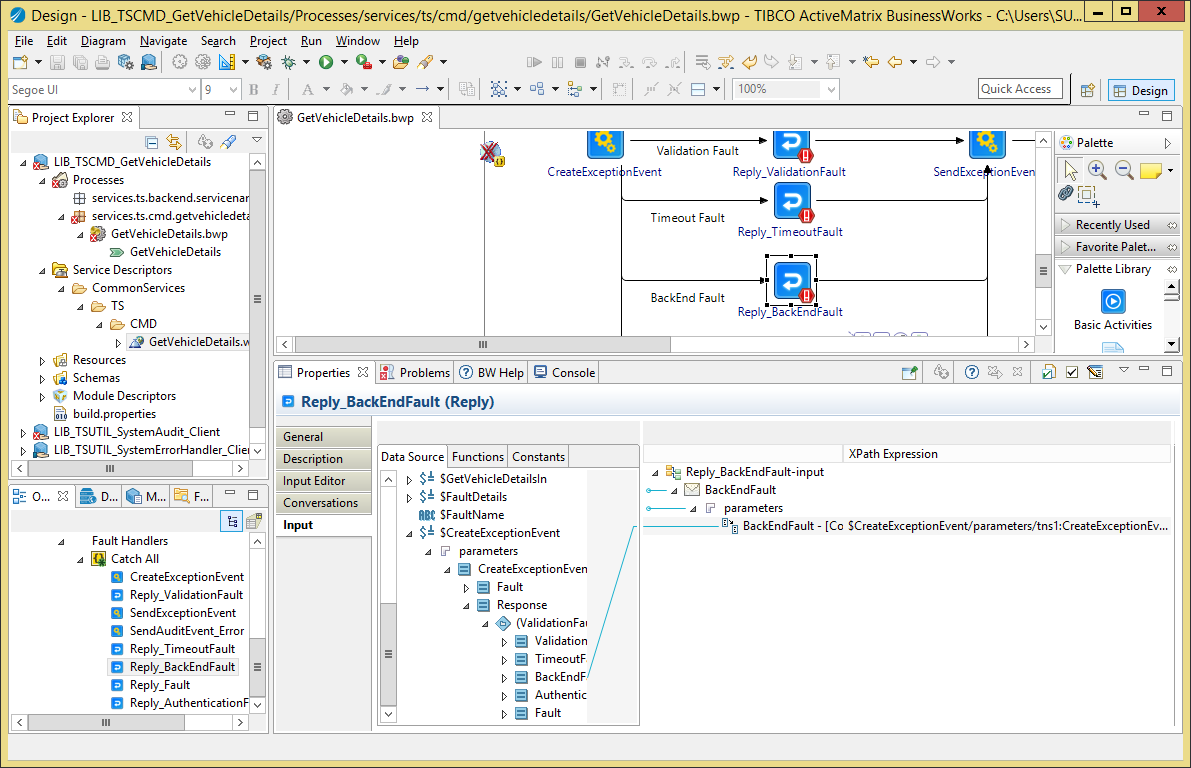 Design - LIB_TSCMD_GetVehicleDetails/Processes/services/ts/cmd/getvehicledetails/GetVehicleDetails.bwp - TIBCO ActiveMatrix BusinessWorks - C:\Users\SU...
File Edit Diagram Navigate Search Project Run Window Help
Segoe UI 9 B I A 100% Quick Access Design
Project Explorer
LIB_TSCMD_GetVehicleDetails
Processes
services.ts.backend.servicenar
services.ts.cmd.getvehicledeta
GetVehicleDetails.bwp
GetVehicleDetails
Service Descriptors
CommonServices
TS
CMD
GetVehicleDetails.w
Resources
Schemas
Module Descriptors
build.properties
LIB_TSUTIL_SystemAudit_Client
LIB_TSUTIL_SystemErrorHandler_Clie
GetVehicleDetails.bwp
Validation Fault
CreateExceptionEvent
Reply_ValidationFault
SendExceptionEven
Timeout Fault
Reply_TimeoutFault
BackEnd Fault
Reply_BackEndFault
Palette
Recently Used
Favorite Palet...
Palette Library
Basic Activities
O... D... M... F...
Fault Handlers
Catch All
CreateExceptionEvent
Reply_ValidationFault
SendExceptionEvent
SendAuditEvent_Error
Reply_TimeoutFault
Reply_BackEndFault
Reply_Fault
Reply_AuthenticationF
Properties Problems BW Help Console
Reply_BackEndFault (Reply)
General
Description
Input Editor
Conversations
Input
Data Source Functions Constants
$GetVehicleDetailsIn
$FaultDetails
ABC $FaultName
$CreateExceptionEvent
parameters
CreateExceptionEven
Fault
Response
(ValidationFau
Validation
TimeoutF
BackEndF
Authentic
Fault
XPath Expression
Reply_BackEndFault-input
BackEndFault
parameters
BackEndFault - [Co $CreateExceptionEvent/parameters/tns1:CreateExceptionEv...